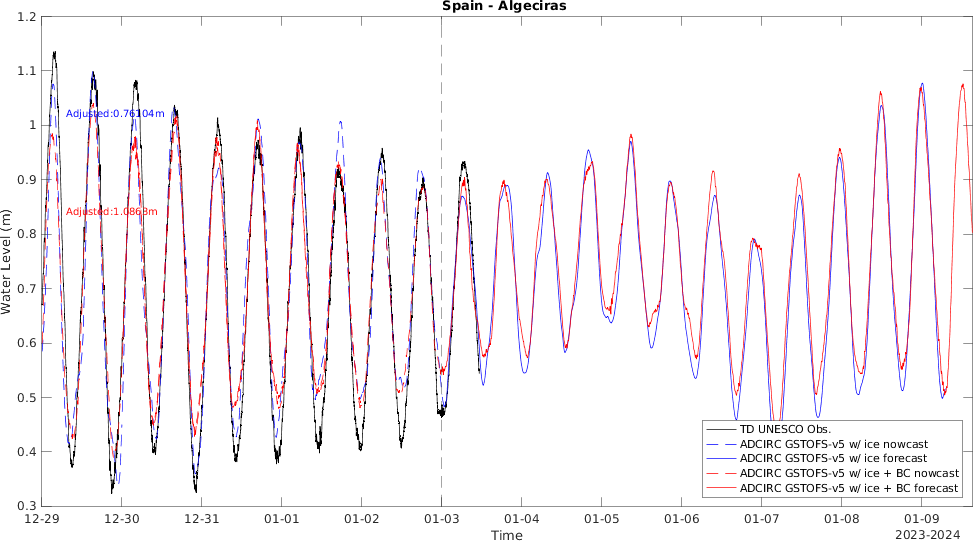 Spain - Algeciras
1.2
1.1
1
0.9
0.8
0.7
0.6
0.5
0.4
0.3
Water Level (m)
Adjusted:0.76104m
Adjusted:1.0863m
TD UNESCO Obs.
ADCIRC GSTOFS-v5 w/ ice nowcast
ADCIRC GSTOFS-v5 w/ ice forecast
ADCIRC GSTOFS-v5 w/ ice + BC nowcast
ADCIRC GSTOFS-v5 w/ ice + BC forecast
12-29 12-30 12-31 01-01 01-02 01-03 01-04 01-05 01-06 01-07 01-08 01-09
Time
2023-2024